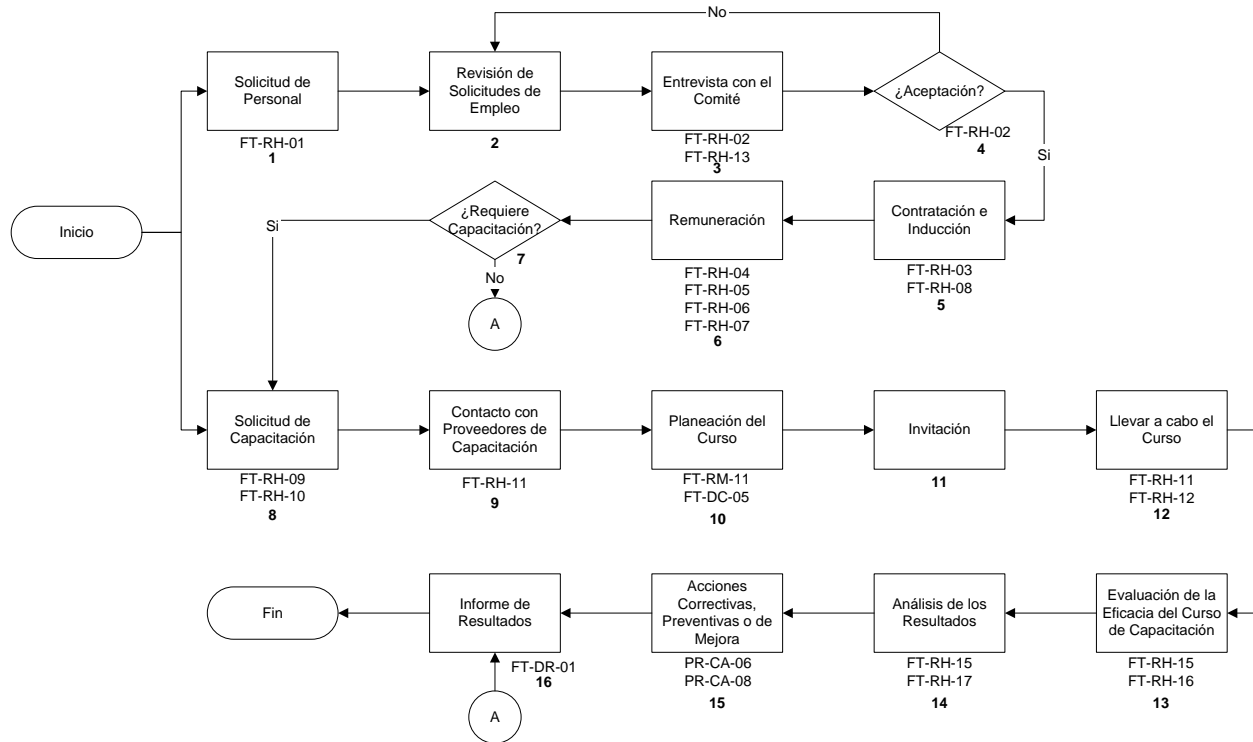 No
Solicitud de
Personal
FT-RH-01
1
Revisión de
Solicitudes de
Empleo
2
Entrevista con el
Comité
FT-RH-02
FT-RH-13
3
¿Aceptación?
FT-RH-02
4
Si
Inicio
Si
¿Requiere
Capacitación?
7
No
A
Remuneración
FT-RH-04
FT-RH-05
FT-RH-06
FT-RH-07
6
Contratación e
Inducción
FT-RH-03
FT-RH-08
5
Solicitud de
Capacitación
FT-RH-09
FT-RH-10
8
Contacto con
Proveedores de
Capacitación
FT-RH-11
9
Planeación del
Curso
FT-RM-11
FT-DC-05
10
Invitación
11
Llevar a cabo el
Curso
FT-RH-11
FT-RH-12
12
Fin
Informe de
Resultados
FT-DR-01
16
A
Acciones
Correctivas,
Preventivas o de
Mejora
PR-CA-06
PR-CA-08
15
Análisis de los
Resultados
FT-RH-15
FT-RH-17
14
Evaluación de la
Eficacia del Curso
de Capacitación
FT-RH-15
FT-RH-16
13